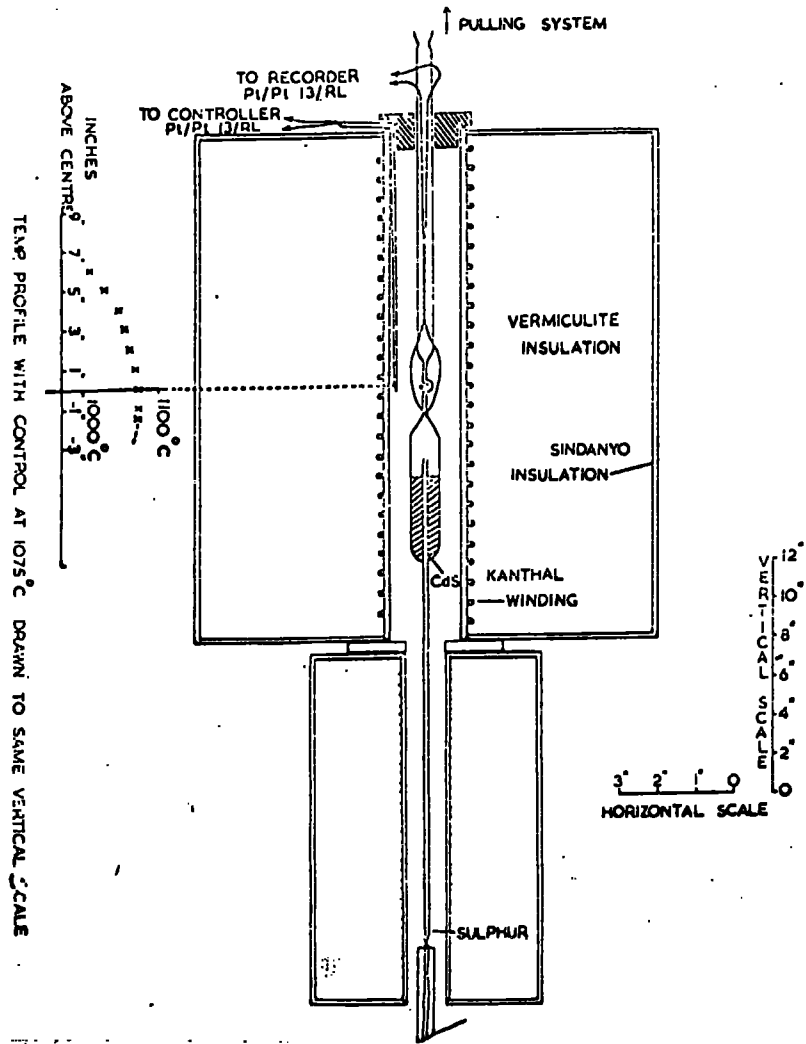 PULLING SYSTEM
TO RECORDER
Pt/Pt 13/RL
TO CONTROLLER
Pt/Pt 13/RL
INCHES
ABOVE CENTRE
9"
7"
5"
3"
1"
-1"
-3"
1000°C
1100°C
TEMP. PROFILE WITH CONTROL AT 1075°C DRAWN TO SAME VERTICAL SCALE
VERMICULITE
INSULATION
SINDANYO
INSULATION
CdS
KANTHAL
WINDING
VERTICAL SCALE
12"
10"
8"
6"
4"
2"
0
3" 2" 1" 0
HORIZONTAL SCALE
SULPHUR